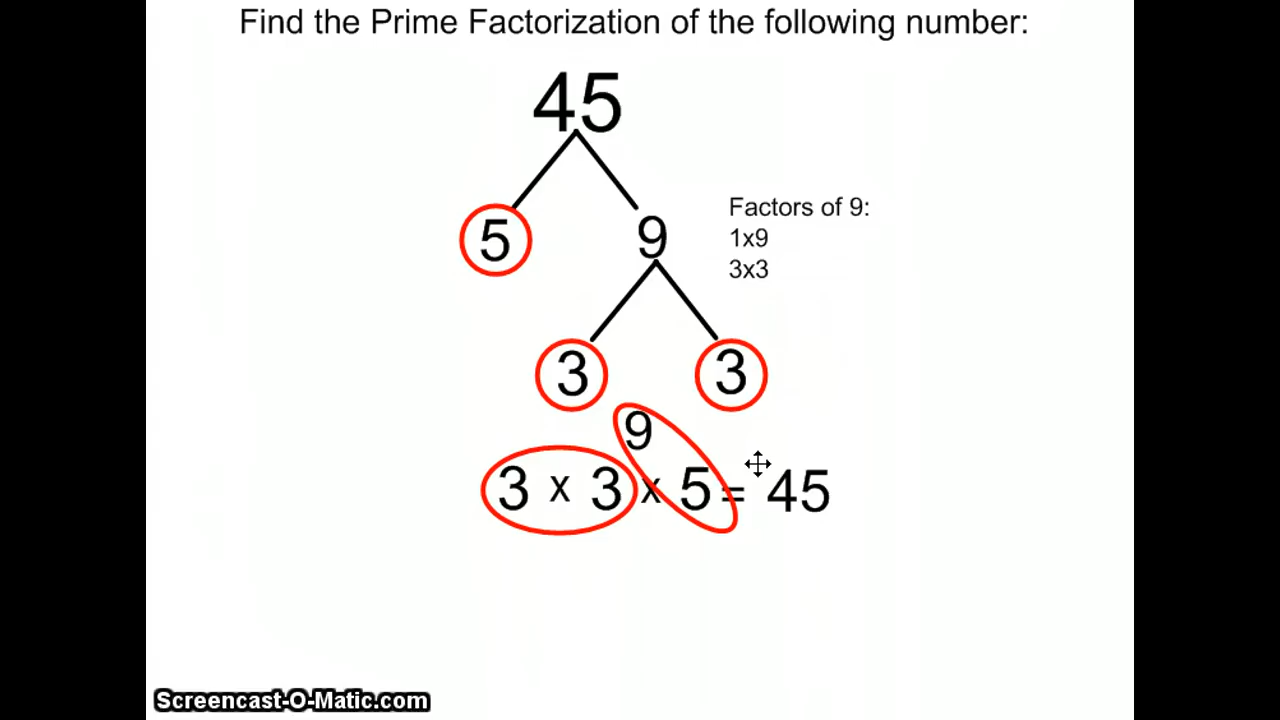 Find the Prime Factorization of the following number:
45
5 9
Factors of 9:
1x9
3x3
3 3
9
3 x 3 x 5 = 45
Screencast-O-Matic.com